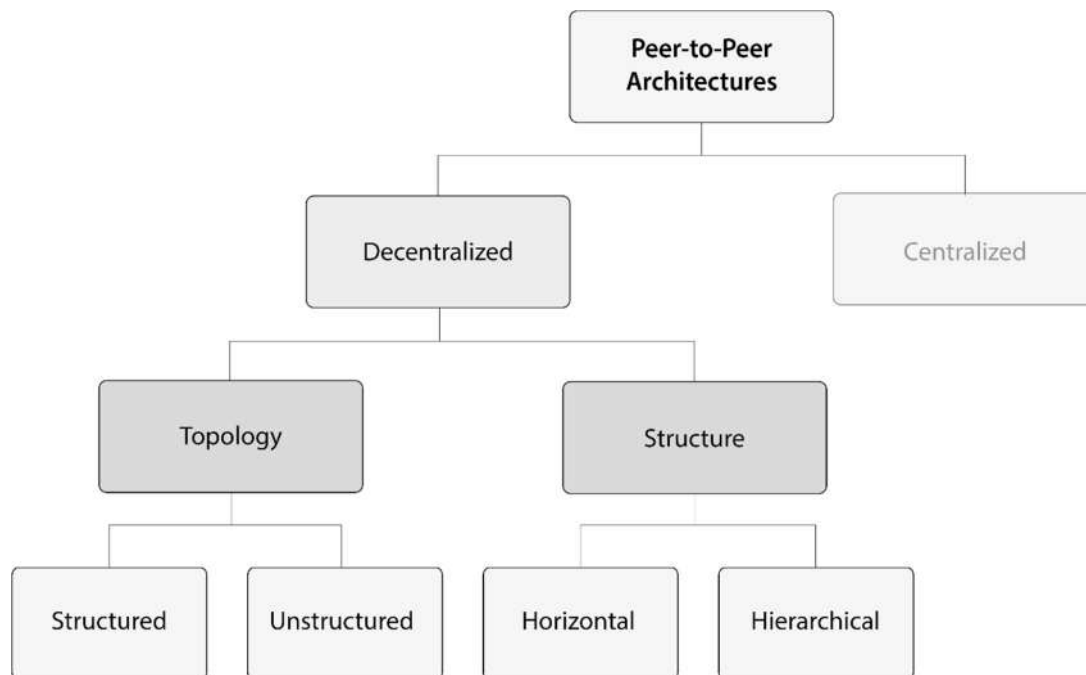 Peer-to-Peer
Architectures
Decentralized
Centralized
Topology
Structure
Structured
Unstructured
Horizontal
Hierarchical